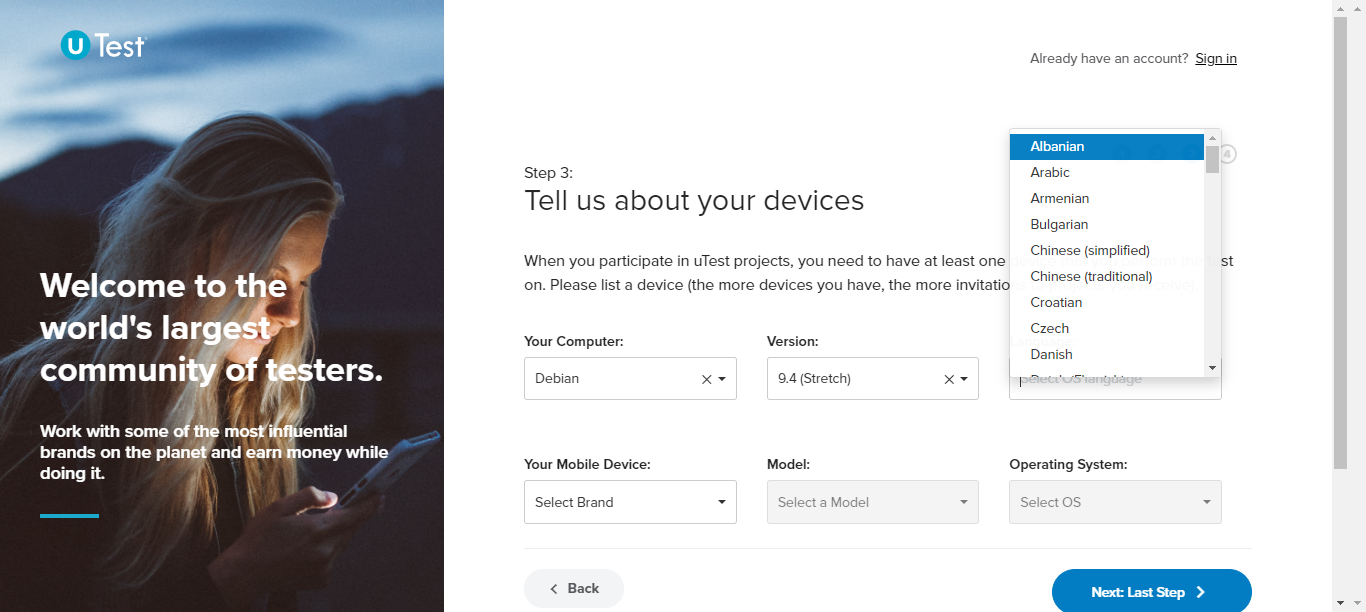 U Test
Already have an account? Sign in
Welcome to the
world's largest
community of testers.
Work with some of the most influential
brands on the planet and earn money while
doing it.
4
Step 3:
Tell us about your devices
When you participate in uTest projects, you need to have at least one
on. Please list a device (the more devices you have, the more
Albanian
Arabic
Armenian
Bulgarian
Chinese (simplified)
Chinese (traditional)
Croatian
Czech
Danish
Your Computer:
Version:
Debian
9.4 (Stretch)
Select OS language
Your Mobile Device:
Model:
Operating System:
Select Brand
Select a Model
Select OS
Back
Next: Last Step